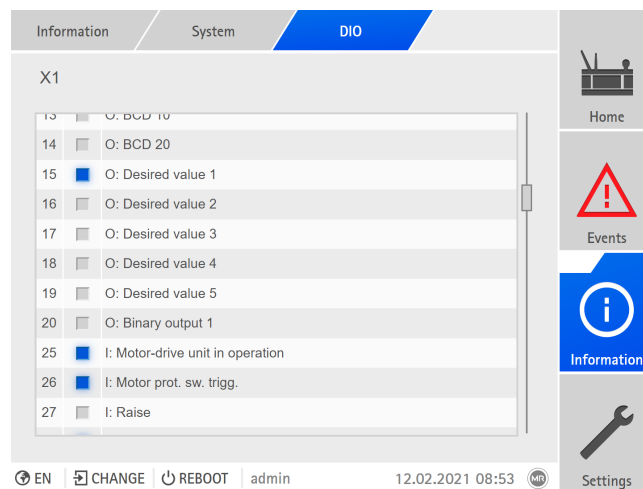 Information System DIO
X1
13 O: BCD 10
14 O: BCD 20
15 O: Desired value 1
16 O: Desired value 2
17 O: Desired value 3
18 O: Desired value 4
19 O: Desired value 5
20 O: Binary output 1
25 I: Motor-drive unit in operation
26 I: Motor prot. sw. trigg.
27 I: Raise
EN CHANGE REBOOT admin 12.02.2021 08:53 MR
Home
Events
Information
Settings